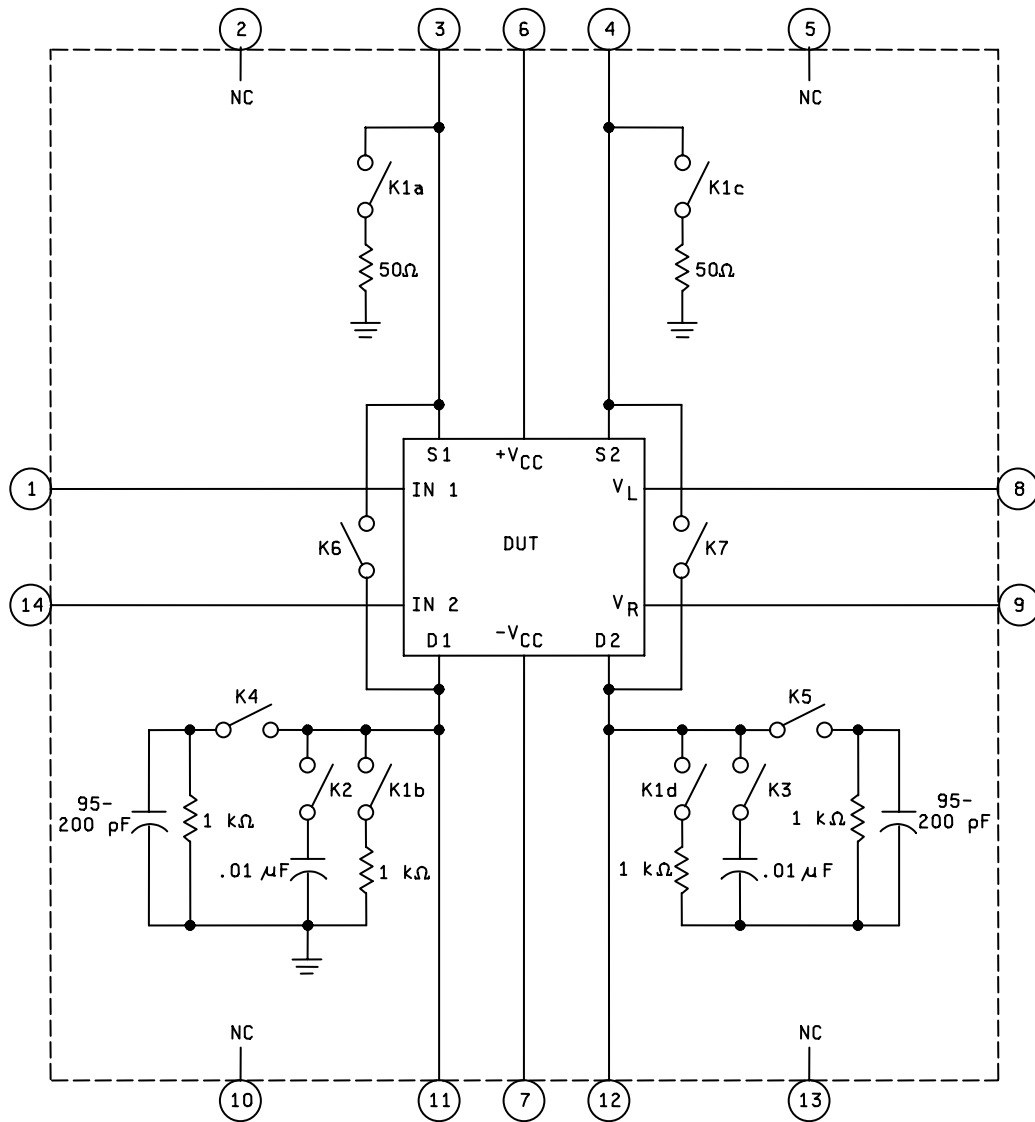 2 3 6 4 5
NC NC
K1a K1c
50Ω 50Ω
S1 +VCC S2
1 IN 1 VL 8
K6 DUT K7
14 IN 2 VR 9
D1 -VCC D2
K4 K5
K2 K1b K1d K3
95- 95-
200 pF 1 kΩ 1 kΩ 200 pF
.01 µF 1 kΩ 1 kΩ .01 µF
NC NC
10 11 7 12 13